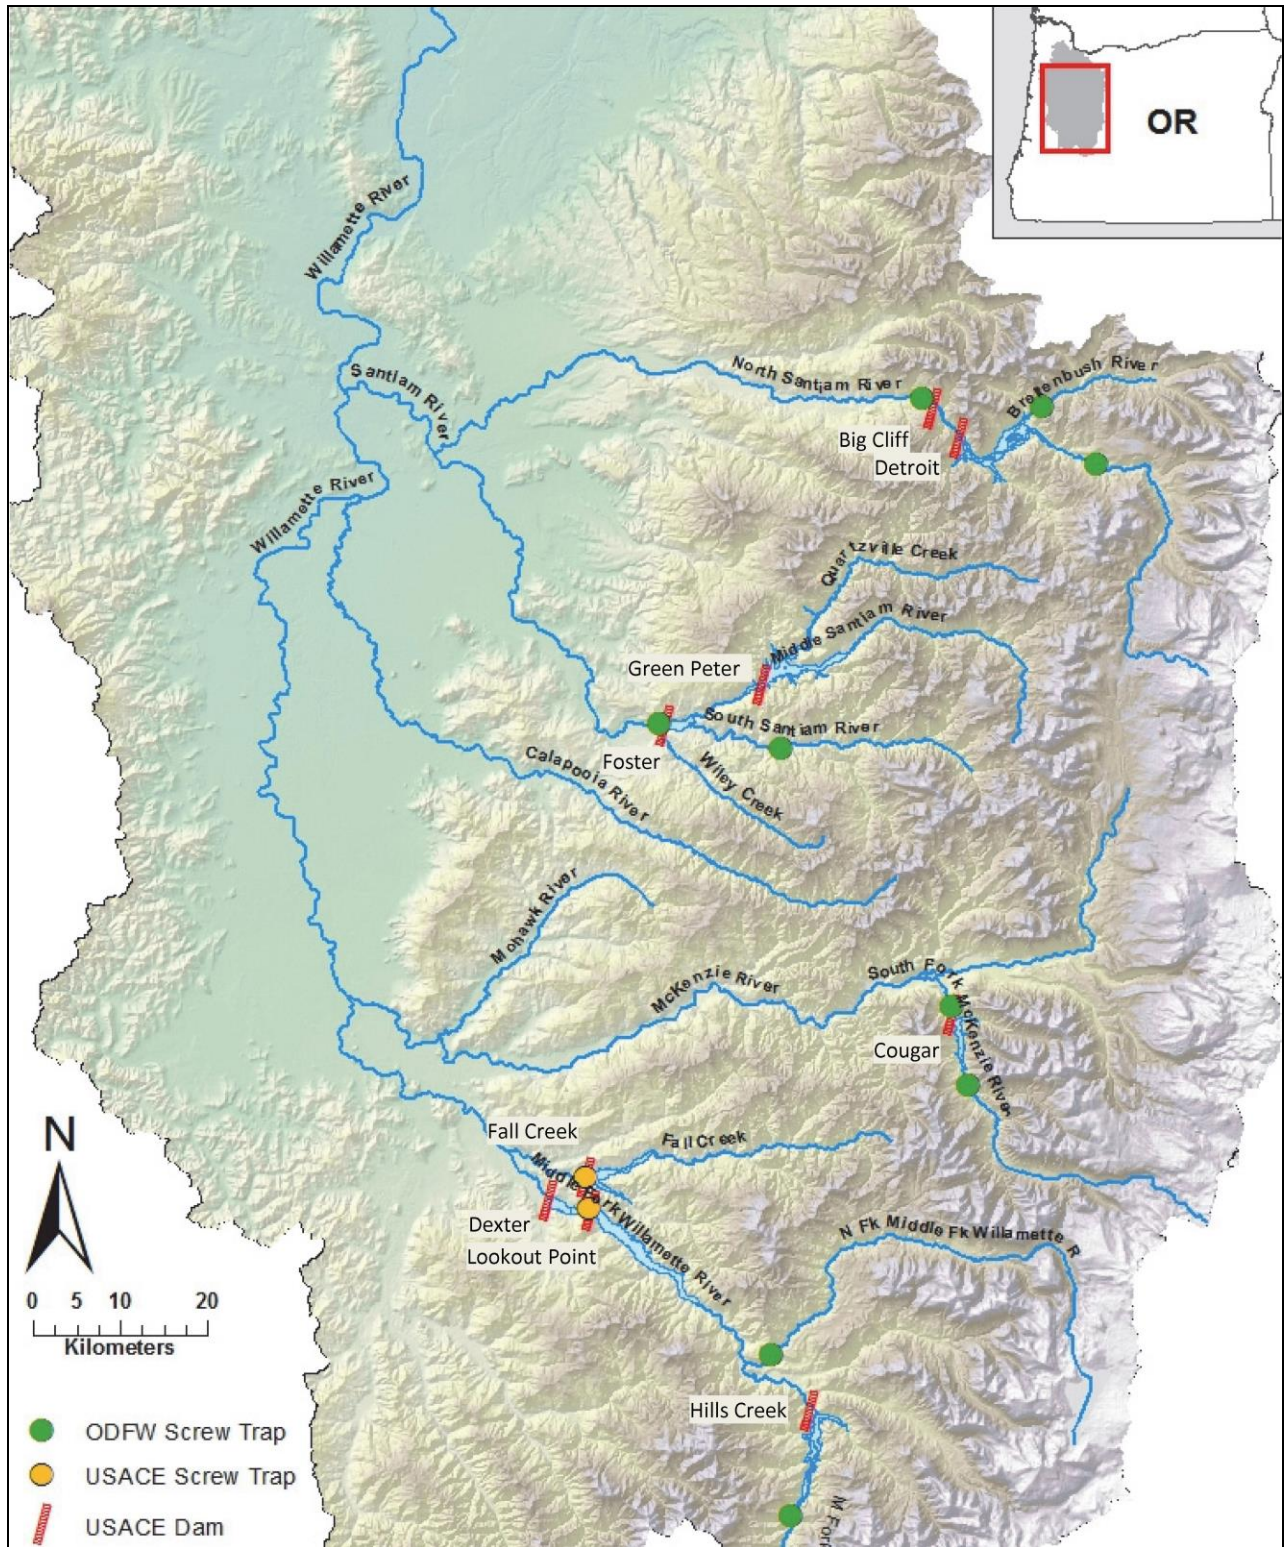 OR
Willamette River
Santiam River
North Santiam River
Breitenbush River
Big Cliff
Detroit
Willamette River
Quartzville Creek
Middle Santiam River
Green Peter
South Santiam River
Foster
Wiley Creek
Calapooia River
Mohawk River
McKenzie River
South Fork McKenzie River
Cougar
Fall Creek
Fall Creek
Middle Fork Willamette River
Dexter
Lookout Point
N Fk Middle Fk Willamette R
Hills Creek
M For
N
0 5 10 20
Kilometers
ODFW Screw Trap
USACE Screw Trap
USACE Dam